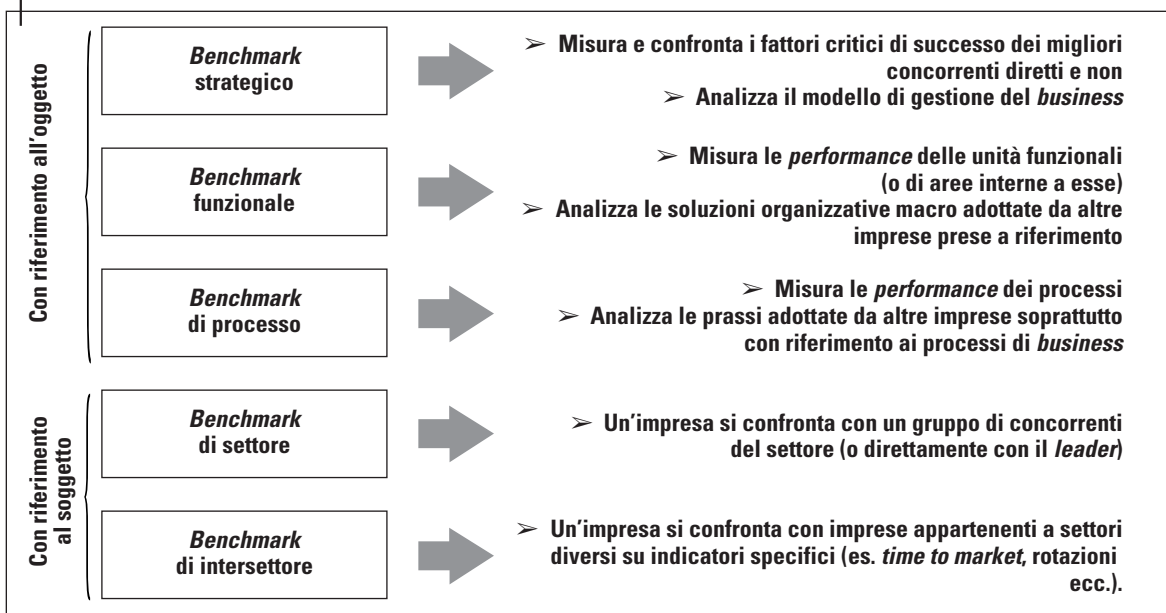 Con riferimento all'oggetto
Benchmark
strategico
➢ Misura e confronta i fattori critici di successo dei migliori
concorrenti diretti e non
➢ Analizza il modello di gestione del business
Benchmark
funzionale
➢ Misura le performance delle unità funzionali
(o di aree interne a esse)
➢ Analizza le soluzioni organizzative macro adottate da altre
imprese prese a riferimento
Benchmark
di processo
➢ Misura le performance dei processi
➢ Analizza le prassi adottate da altre imprese soprattutto
con riferimento ai processi di business
Con riferimento
al soggetto
Benchmark
di settore
➢ Un'impresa si confronta con un gruppo di concorrenti
del settore (o direttamente con il leader)
Benchmark
di intersettore
➢ Un'impresa si confronta con imprese appartenenti a settori
diversi su indicatori specifici (es. time to market, rotazioni
ecc.).